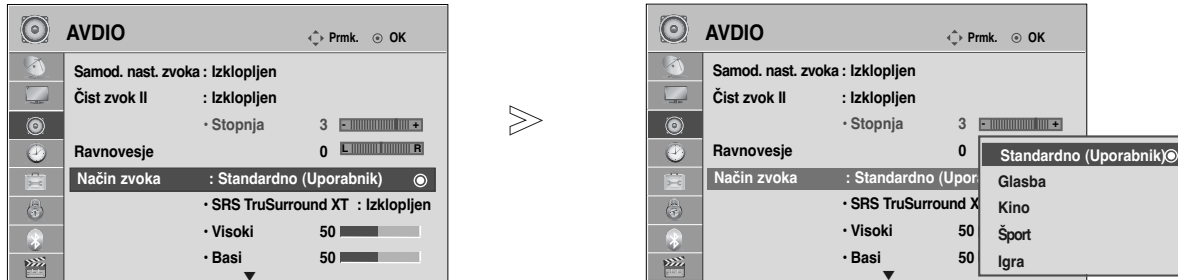 AVDIO Prmk. OK
Samod. nast. zvoka : Izklopljen
Čist zvok II : Izklopljen
• Stopnja 3 - +
Ravnovesje 0 L R
Način zvoka : Standardno (Uporabnik)
• SRS TruSurround XT : Izklopljen
• Visoki 50
• Basi 50
AVDIO Prmk. OK
Samod. nast. zvoka : Izklopljen
Čist zvok II : Izklopljen
• Stopnja 3 - +
Ravnovesje 0
Način zvoka : Standardno (Upor
• SRS TruSurround X
• Visoki 50
• Basi 50
Standardno (Uporabnik)
Glasba
Kino
Šport
Igra